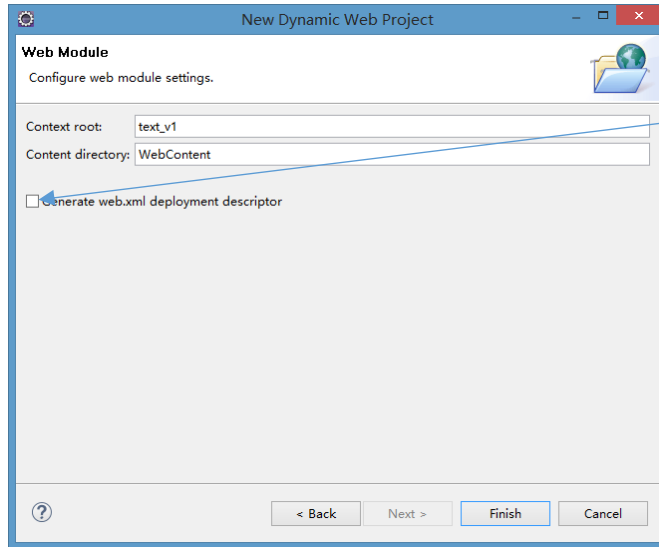 New Dynamic Web Project
Web Module
Configure web module settings.
Context root: text_v1
Content directory: WebContent
Generate web.xml deployment descriptor
< Back Next > Finish Cancel